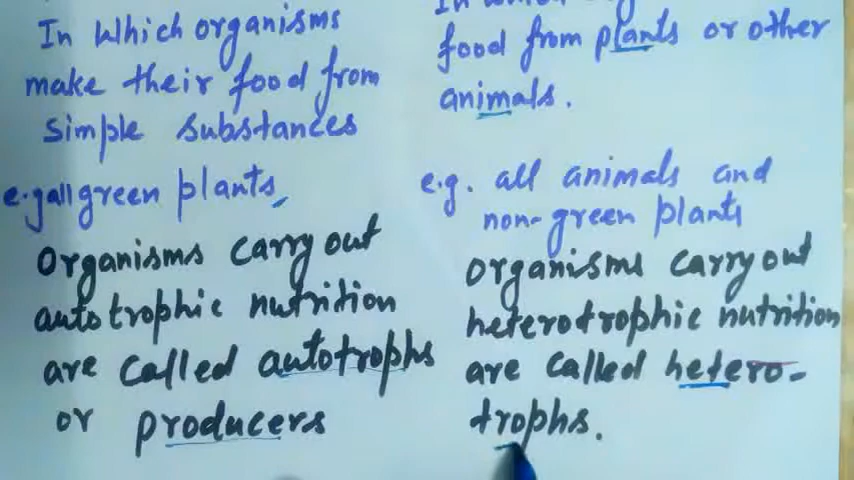 In which organisms
make their food from
simple substances
e.g all green plants,
Organisms carry out
autotrophic nutrition
are called autotrophs
or producers
In which
food from plants or other
animals.
e.g. all animals and
non-green plants
Organisms carry out
heterotrophic nutrition
are called hetero-
trophs.